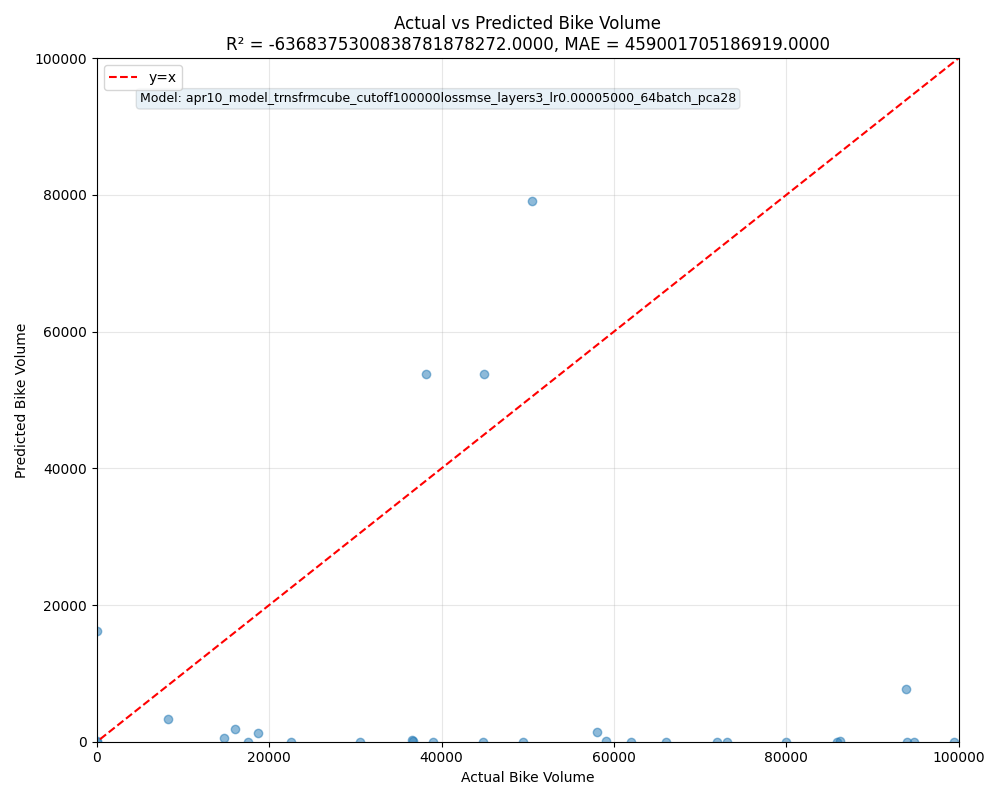 Actual vs Predicted Bike Volume
R² = -6368375300838781878272.0000, MAE = 459001705186919.0000
y=x
Model: apr10_model_trnsfrmcube_cutoff100000lossmse_layers3_lr0.00005000_64batch_pca28
100000
80000
60000
40000
20000
0
Predicted Bike Volume
0 20000 40000 60000 80000 100000
Actual Bike Volume